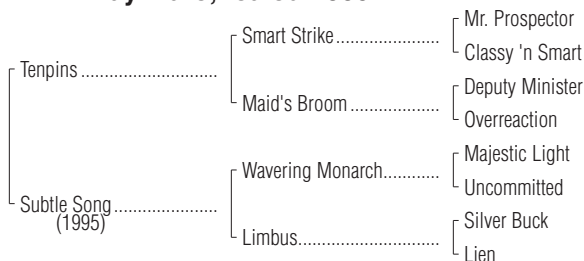 Mr. Prospector
Smart Strike
Classy 'n Smart
Tenpins
Deputy Minister
Maid's Broom
Overreaction
Majestic Light
Wavering Monarch
Uncommitted
Subtle Song
(1995)
Silver Buck
Limbus
Lien